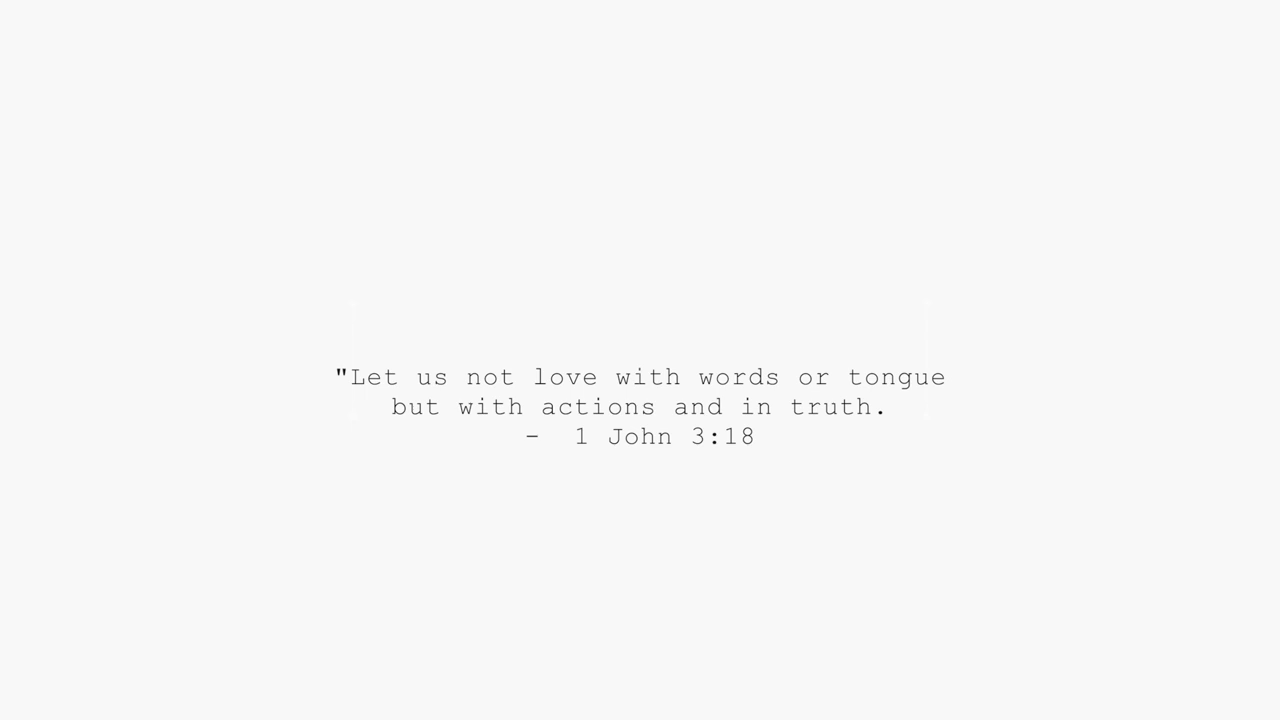 "Let us not love with words or tongue
but with actions and in truth.
-  1 John 3:18